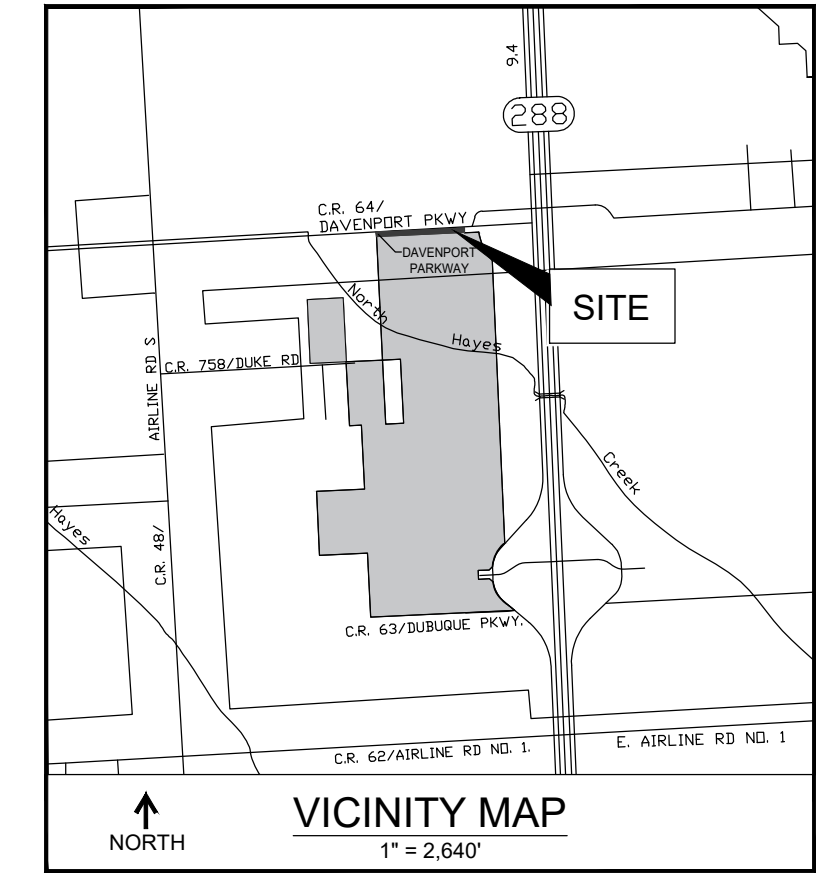 9.4
288
C.R. 64/
DAVENPORT PKWY
DAVENPORT
PARKWAY
SITE
North
Hayes
Creek
AIRLINE RD S
C.R. 758/DUKE RD
Hayes
C.R. 48/
C.R. 63/DUBUQUE PKWY.
C.R. 62/AIRLINE RD NO. 1.
E. AIRLINE RD NO. 1
NORTH
VICINITY MAP
1" = 2,640'